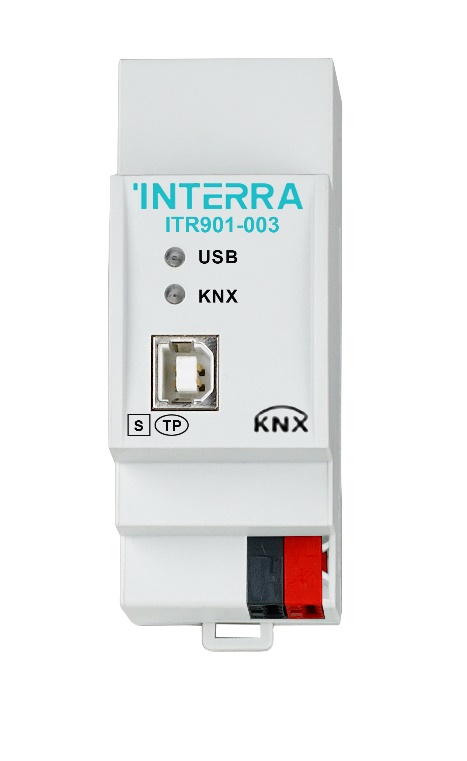 INTERRA
ITR901-003
USB
KNX
S TP
KNX